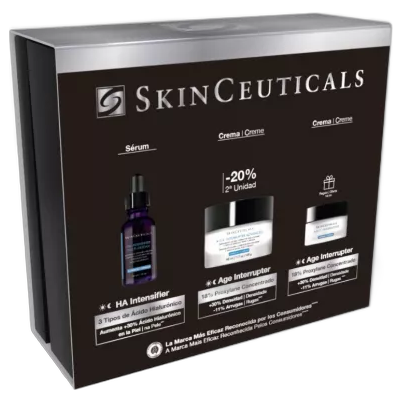 SKINCEUTICALS
Sérum
Crema | Creme
Crema | Creme
-20%
2ª Unidad
HA Intensifier
3 Tipos de Ácido Hialurónico
Aumenta +30% Ácido Hialurónico
en la Piel | na Pele
Age Interrupter
18% Proxylane Concentrado
+30% Densidad | Densidade
-11% Arrugas | Rugas
Age Interrupter
18% Proxylane Concentrado
+30% Densidad | Densidade
-11% Arrugas | Rugas
La Marca Más Eficaz Reconocida por los Consumidores
A Marca Mais Eficaz Reconhecida Pelos Consumidores